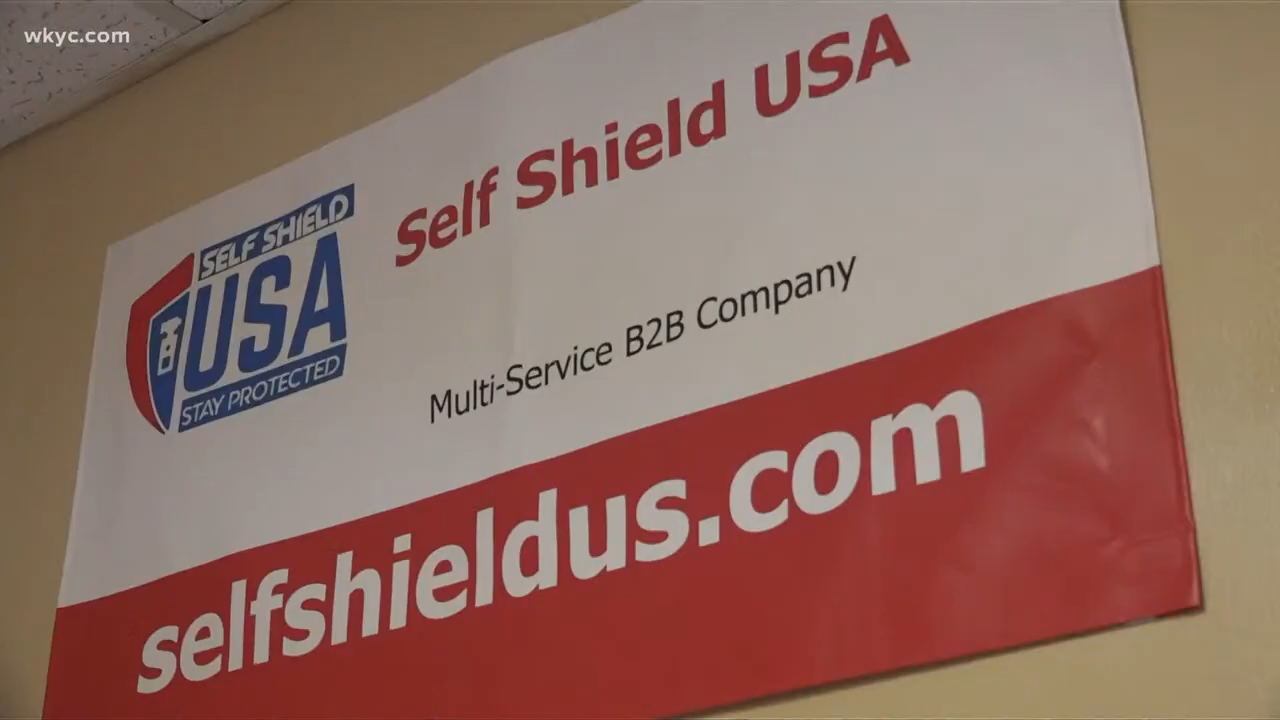 wkyc.com
Self Shield USA
SELF SHIELD
USA
STAY PROTECTED
Multi-Service B2B Company
selfshieldus.com